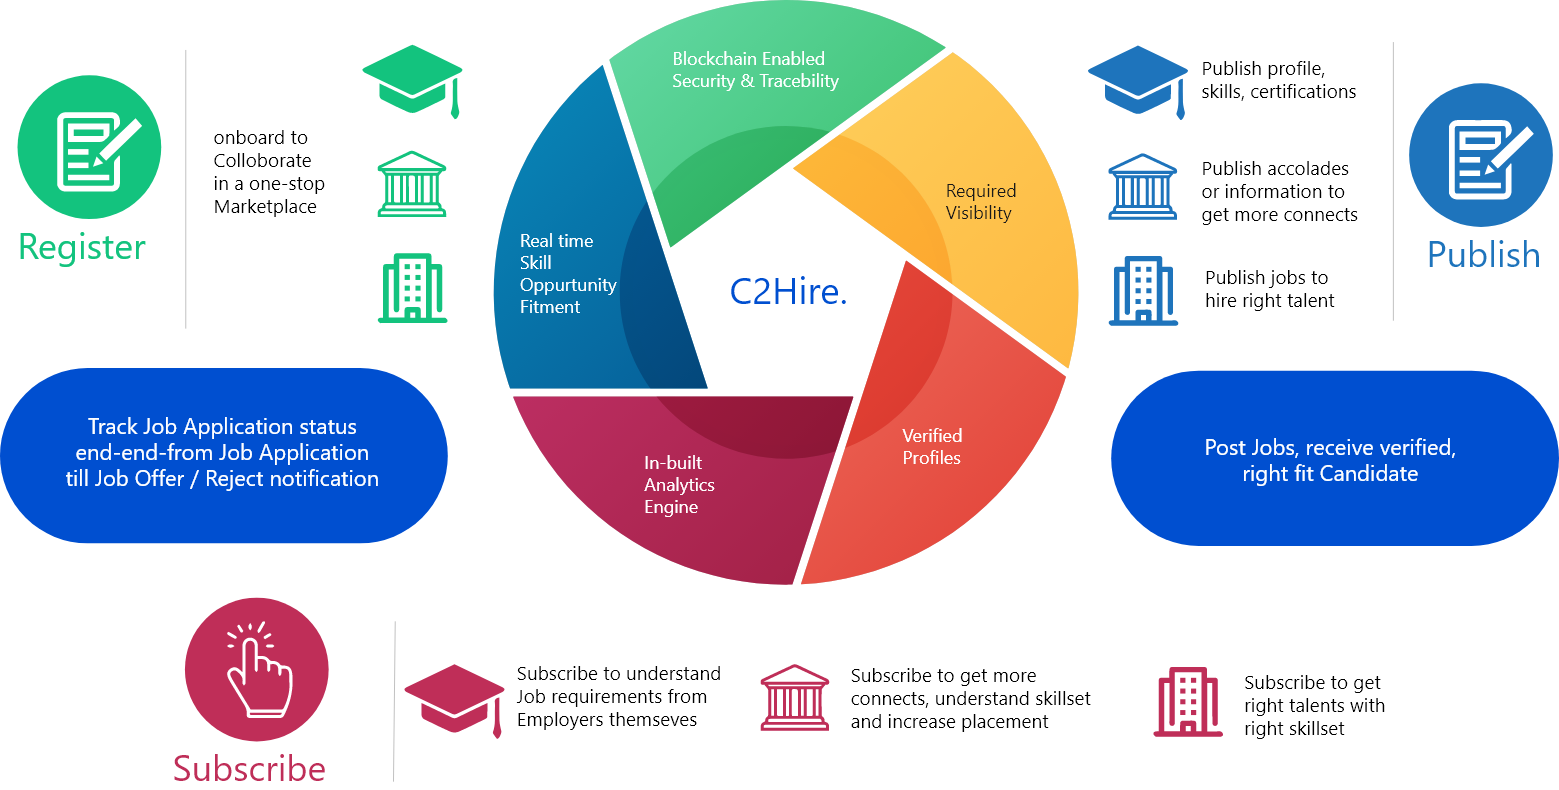 Register
onboard to
Colloborate
in a one-stop
Marketplace
Blockchain Enabled
Security & Tracebility
Required
Visibility
Real time
Skill
Oppurtunity
Fitment
C2Hire.
Verified
Profiles
In-built
Analytics
Engine
Publish profile,
skills, certifications
Publish accolades
or information to
get more connects
Publish jobs to
hire right talent
Publish
Track Job Application status
end-end-from Job Application
till Job Offer / Reject notification
Post Jobs, receive verified,
right fit Candidate
Subscribe
Subscribe to understand
Job requirements from
Employers themseves
Subscribe to get more
connects, understand skillset
and increase placement
Subscribe to get
right talents with
right skillset